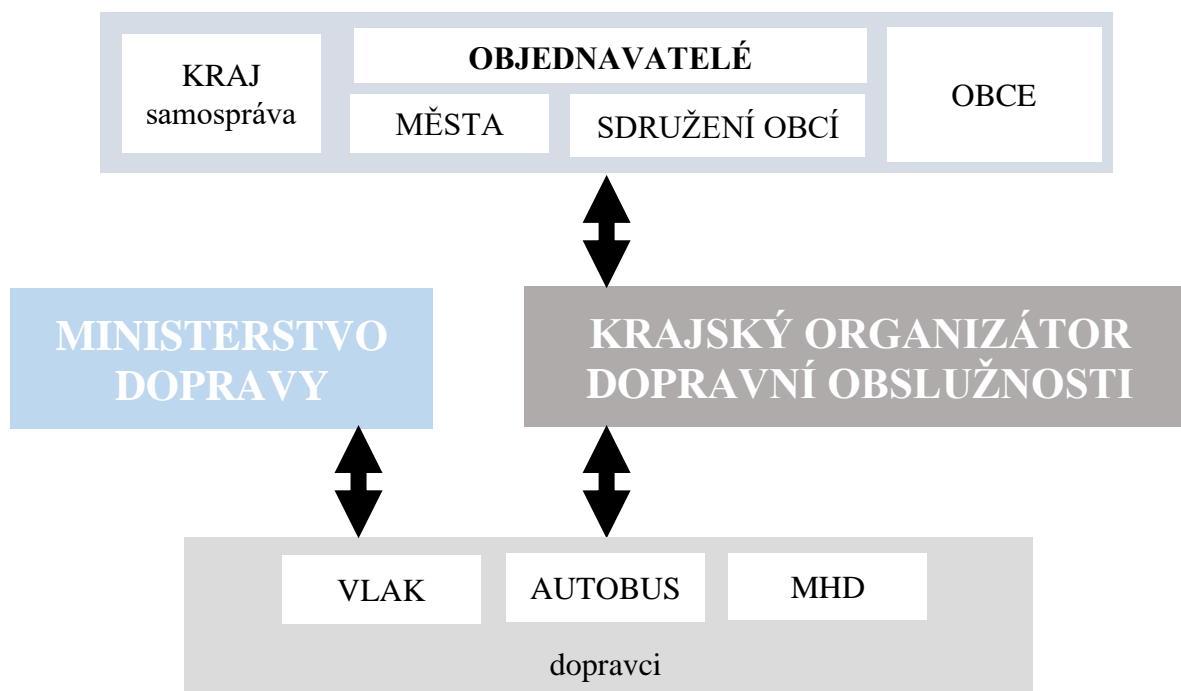 KRAJ
samospráva
OBJEDNAVATELÉ
MĚSTA
SDRUŽENÍ OBCÍ
OBCE
MINISTERSTVO
DOPRAVY
KRAJSKÝ ORGANIZÁTOR
DOPRAVNÍ OBSLUŽNOSTI
VLAK
AUTOBUS
MHD
dopravci